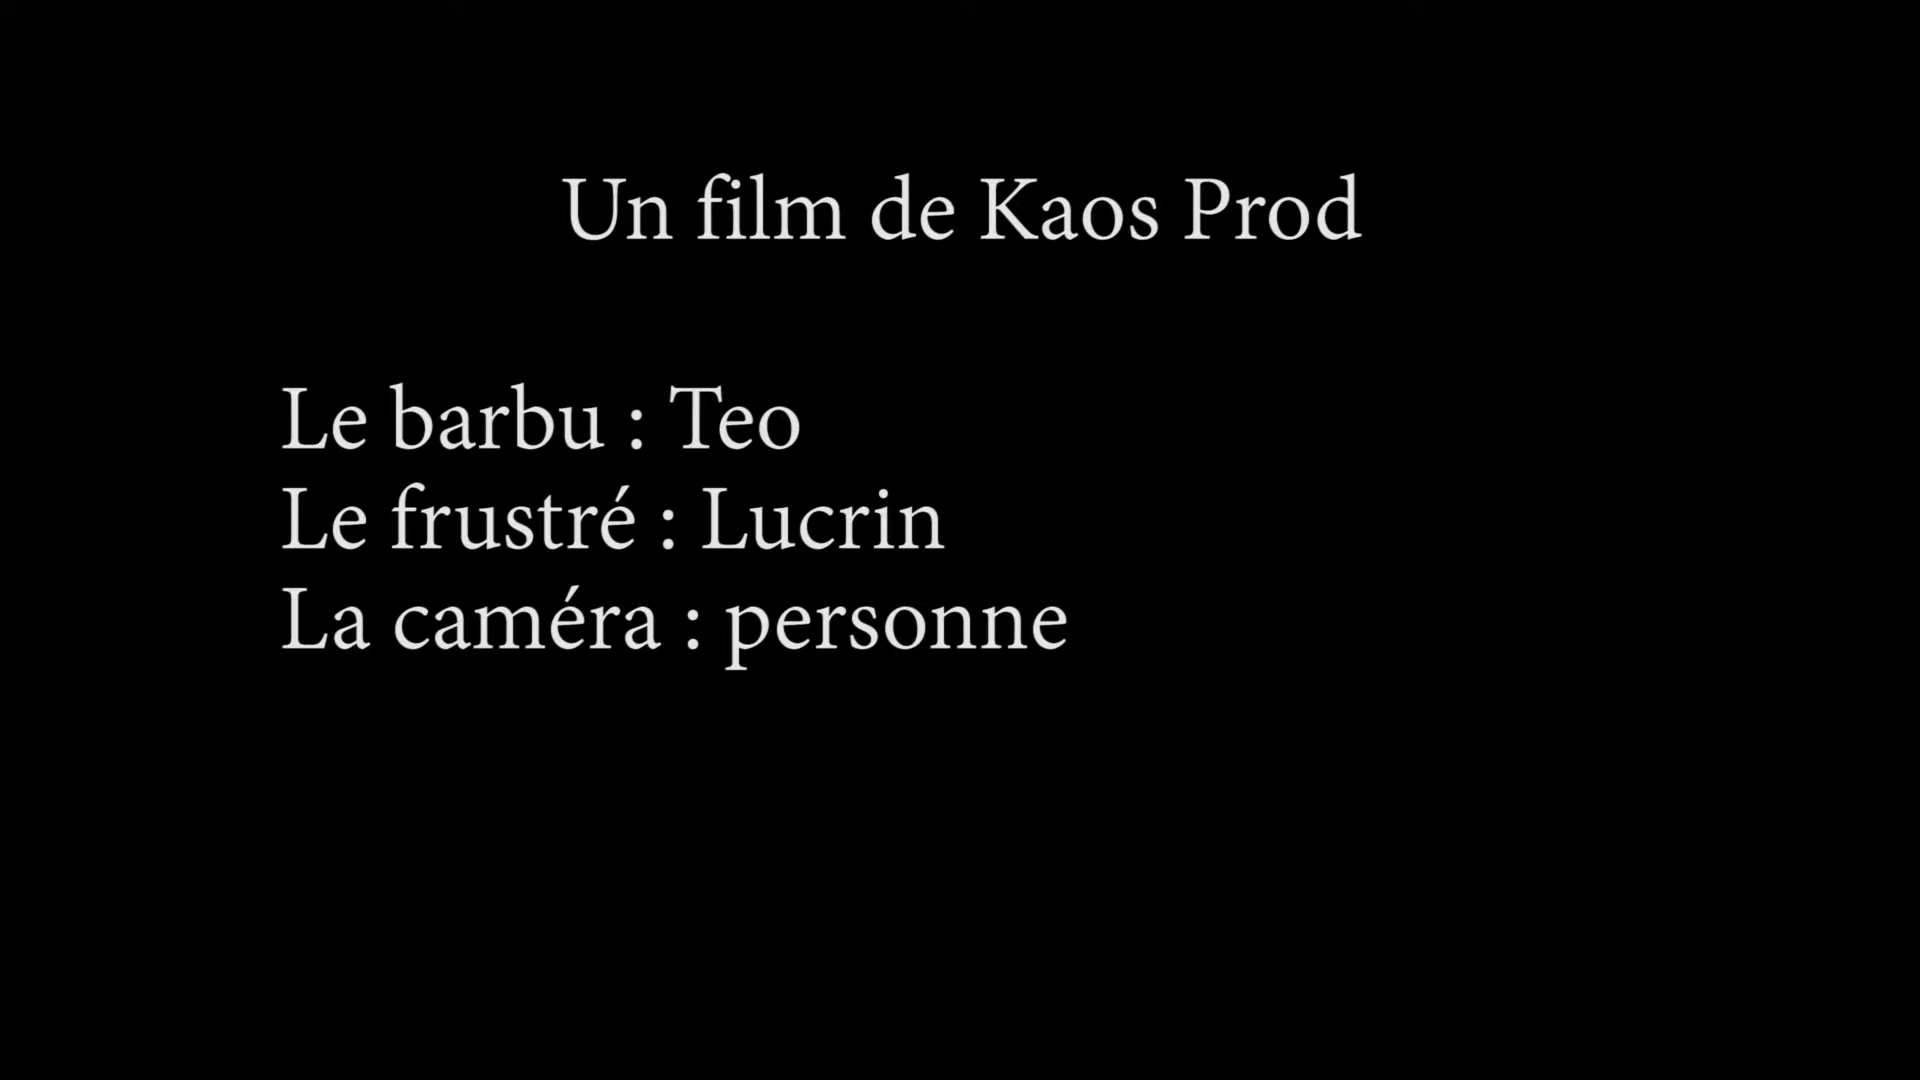 Un film de Kaos Prod
Le barbu : Teo
Le frustré : Lucrin
La caméra : personne